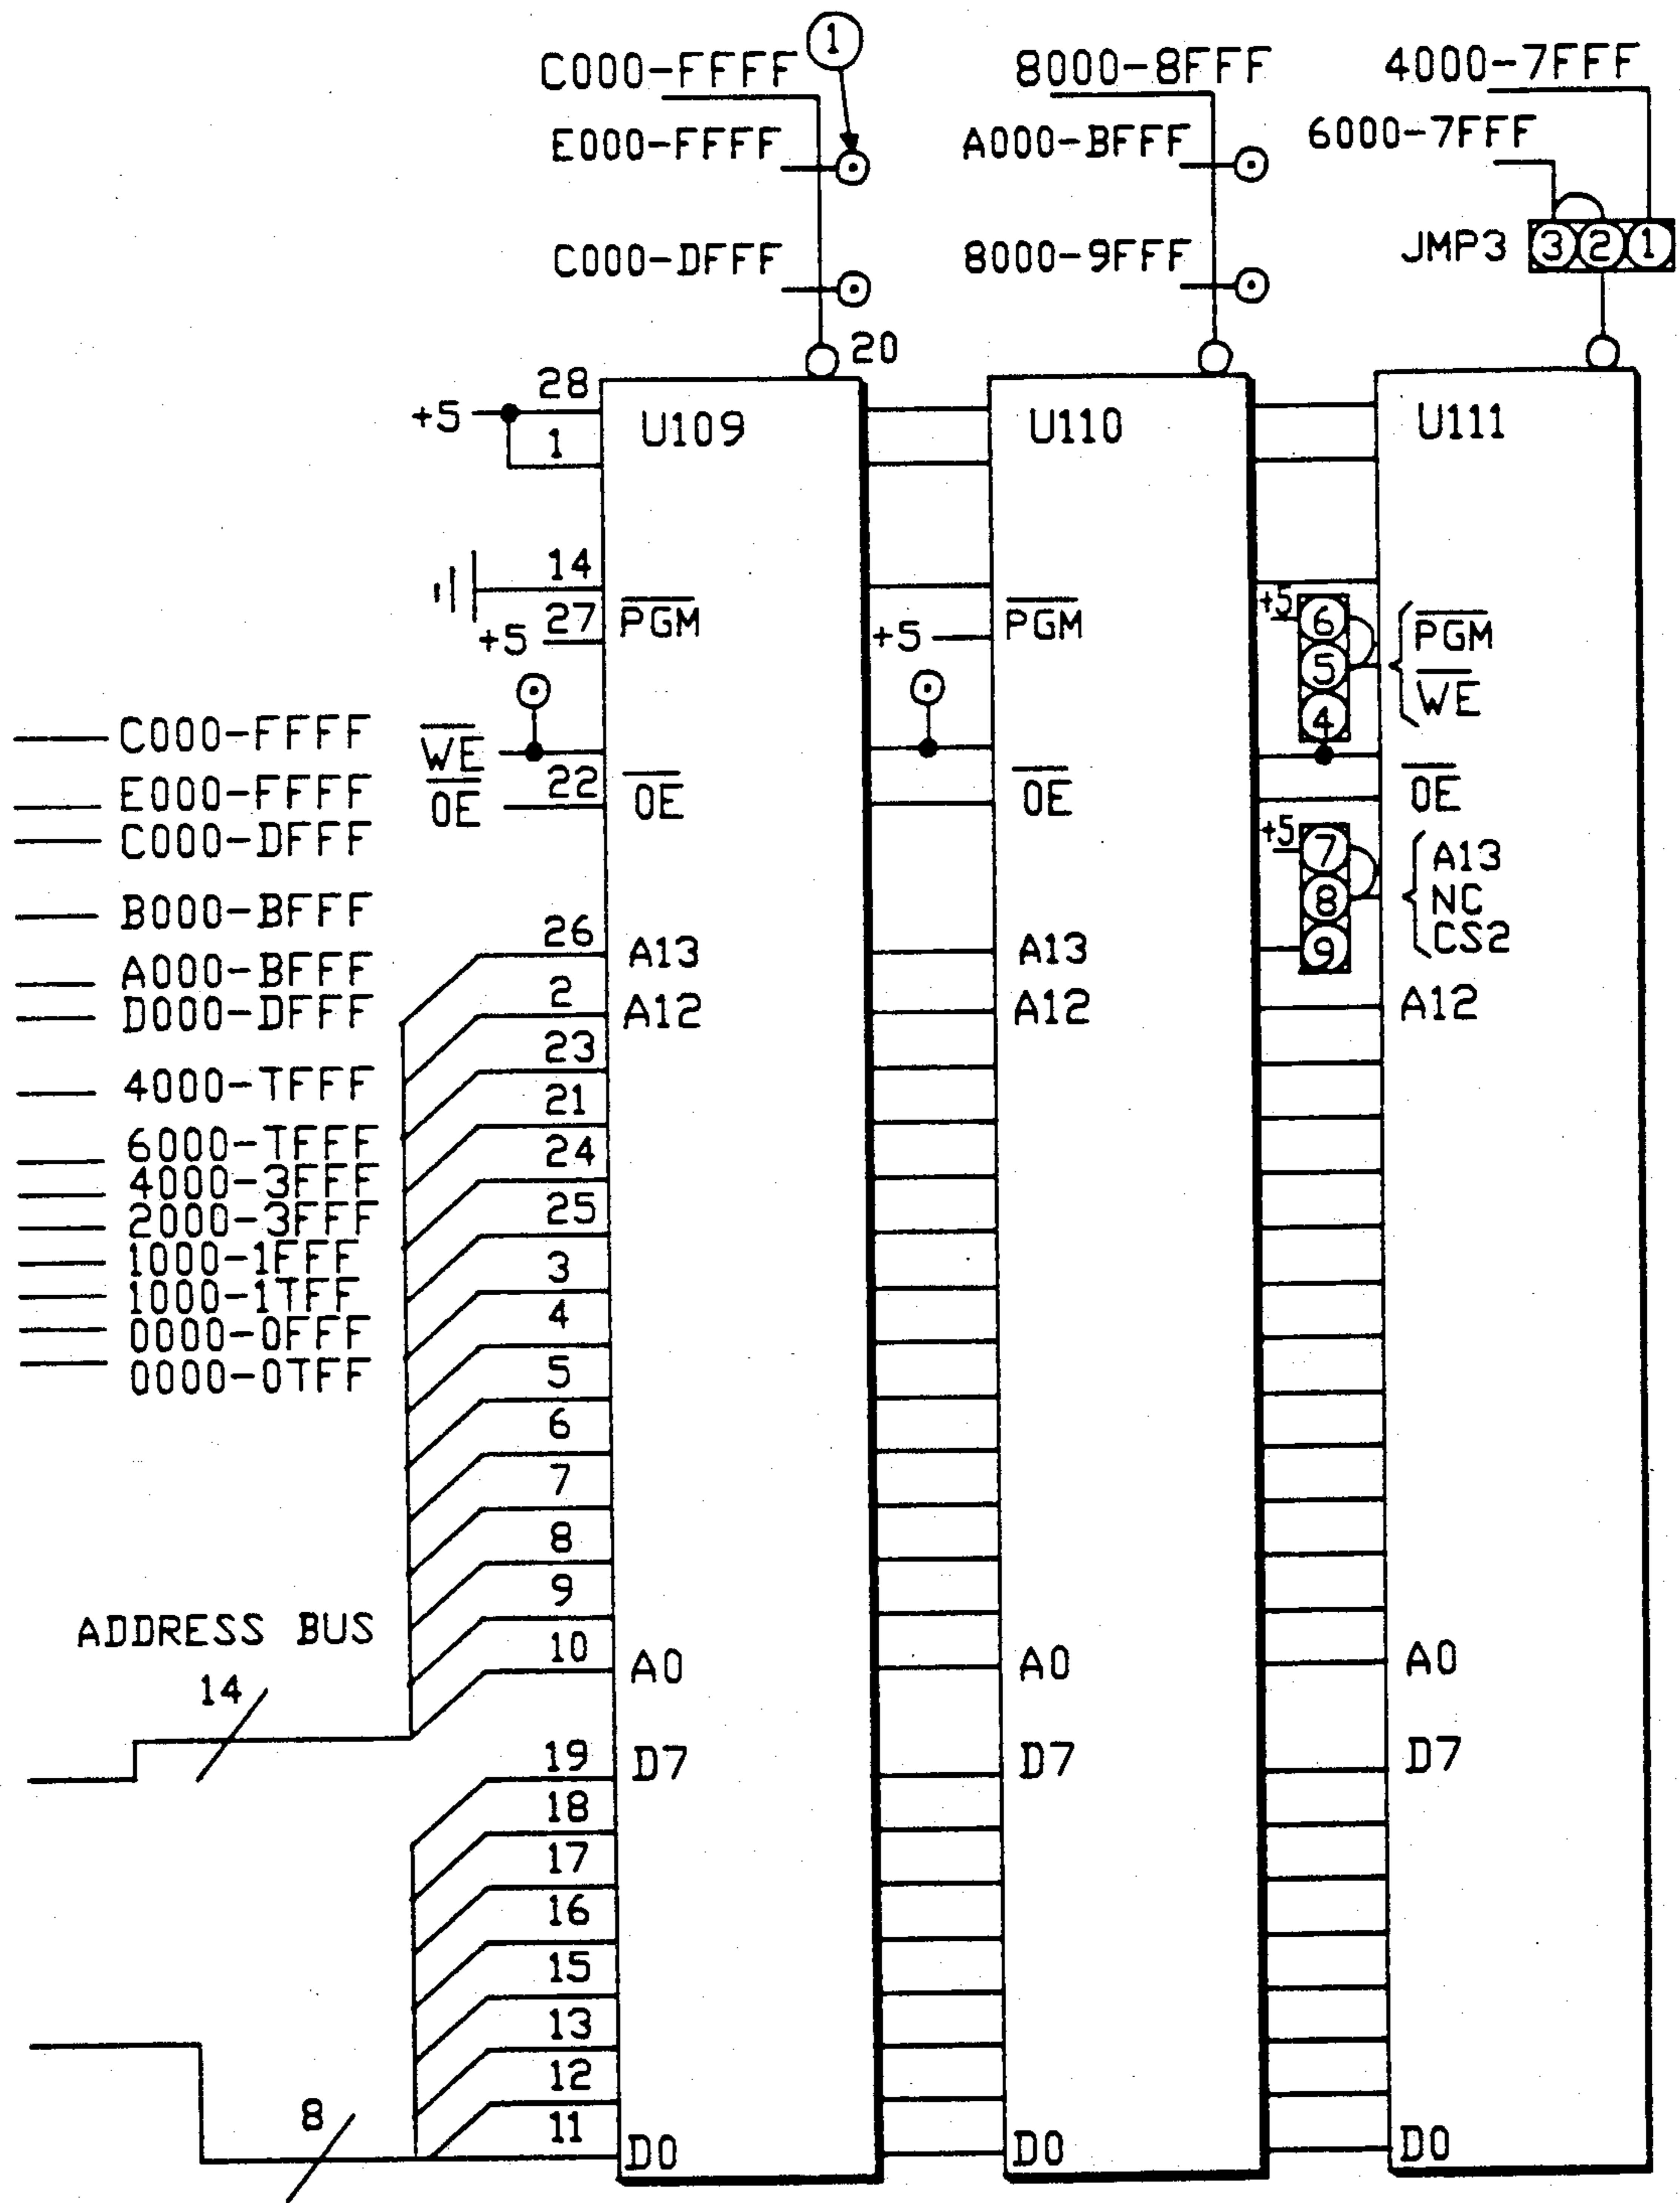 1
C000-FFFF
8000-8FFF
4000-7FFF
E000-FFFF
A000-BFFF
6000-7FFF
C000-DFFF
8000-9FFF
JMP3
3
2
1
20
28
+5
1
U109
U110
U111
14
27
+5
PGM
+5
PGM
+5
6
5
4
PGM
WE
C000-FFFF
WE
OE
22
OE
OE
OE
E000-FFFF
C000-DFFF
+5
7
8
9
A13
NC
CS2
B000-BFFF
A000-BFFF
D000-DFFF
26
A13
A13
2
A12
A12
A12
23
4000-TFFF
21
6000-TFFF
24
4000-3FFF
2000-3FFF
25
1000-1FFF
3
1000-1TFF
4
0000-0FFF
0000-0TFF
5
6
7
8
9
ADDRESS BUS
10
A0
A0
A0
14
19
D7
D7
D7
18
17
16
15
13
12
8
11
D0
D0
D0